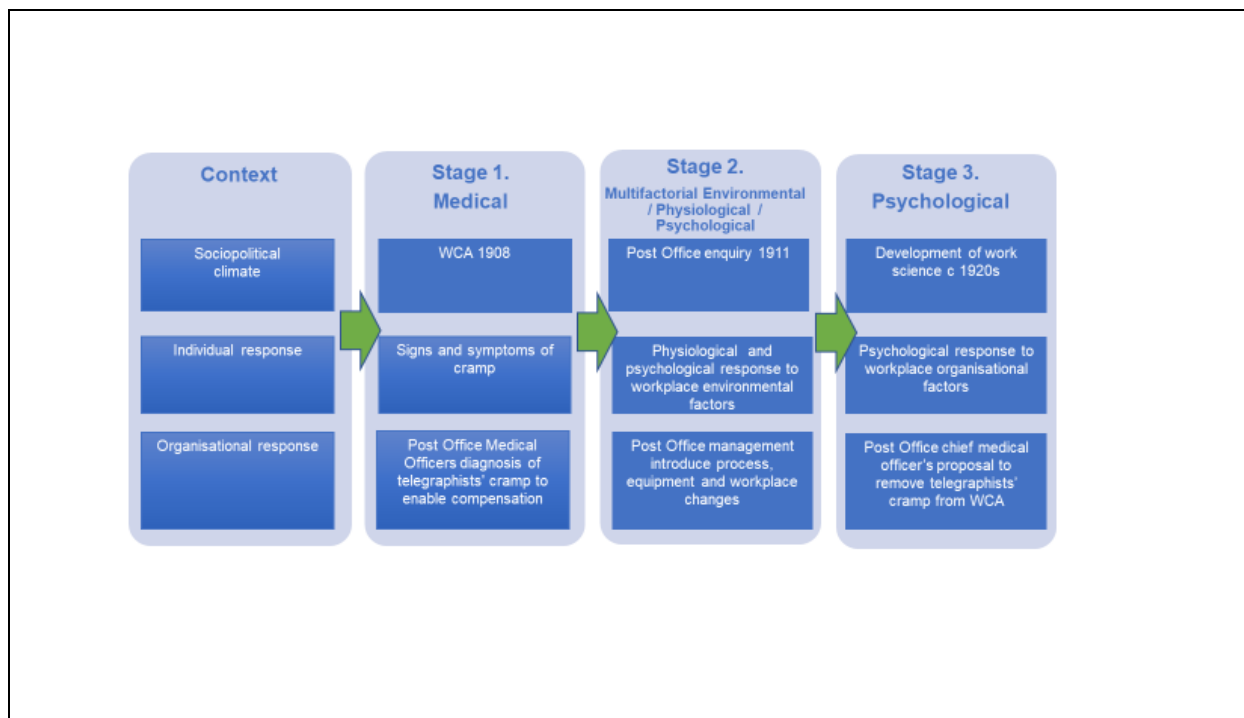 Context
Sociopolitical
climate
Individual response
Organisational response
Stage 1.
Medical
WCA 1908
Signs and symptoms of
cramp
Post Office Medical
Officers diagnosis of
telegraphists' cramp to
enable compensation
Stage 2.
Multifactorial Environmental
/ Physiological /
Psychological
Post Office enquiry 1911
Physiological and
psychological response to
workplace environmental
factors
Post Office management
introduce process,
equipment and workplace
changes
Stage 3.
Psychological
Development of work
science c 1920s
Psychological response to
workplace organisational
factors
Post Office chief medical
officer's proposal to
remove telegraphists'
cramp from WCA